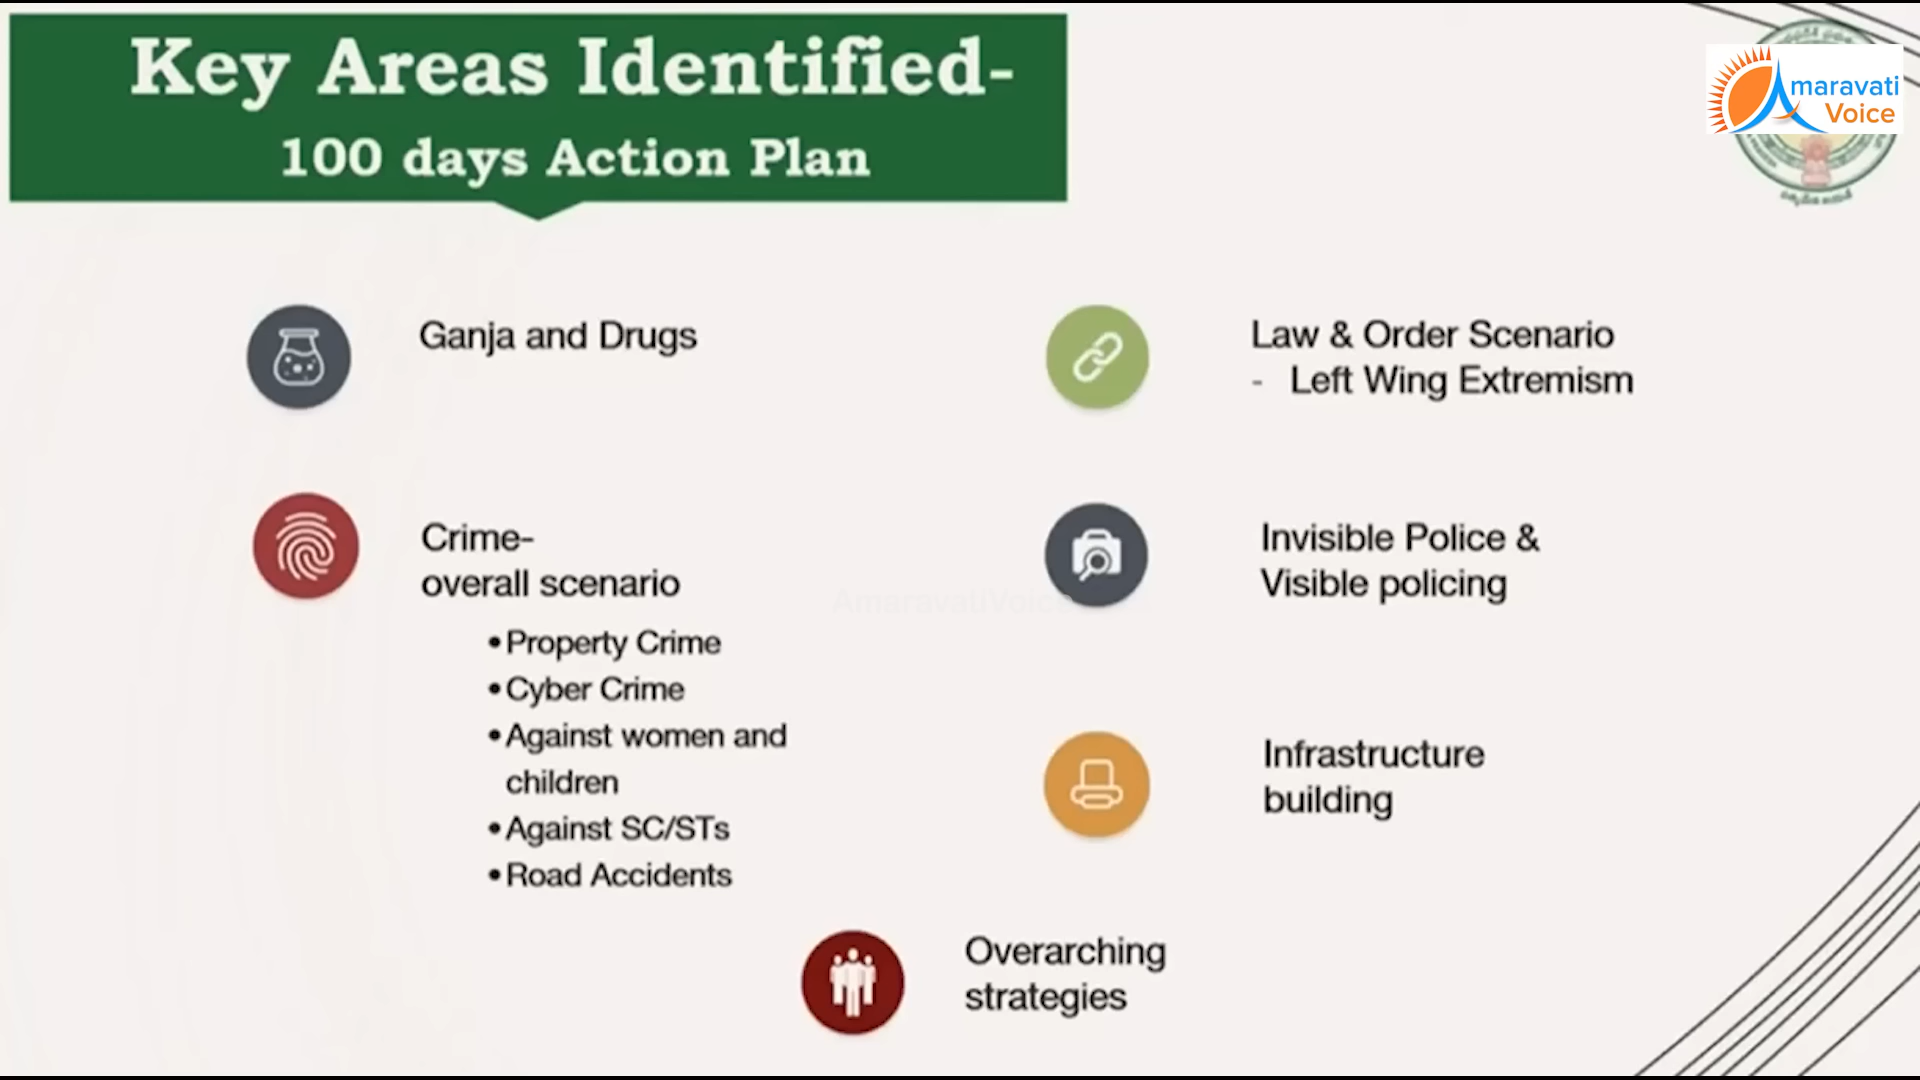 Key Areas Identified-
100 days Action Plan
Amaravati
Voice
Ganja and Drugs
Law & Order Scenario
- Left Wing Extremism
Crime-
overall scenario
•Property Crime
•Cyber Crime
•Against women and
children
•Against SC/STs
•Road Accidents
Invisible Police &
Visible policing
AmaravatiVoice
Infrastructure
building
Overarching
strategies